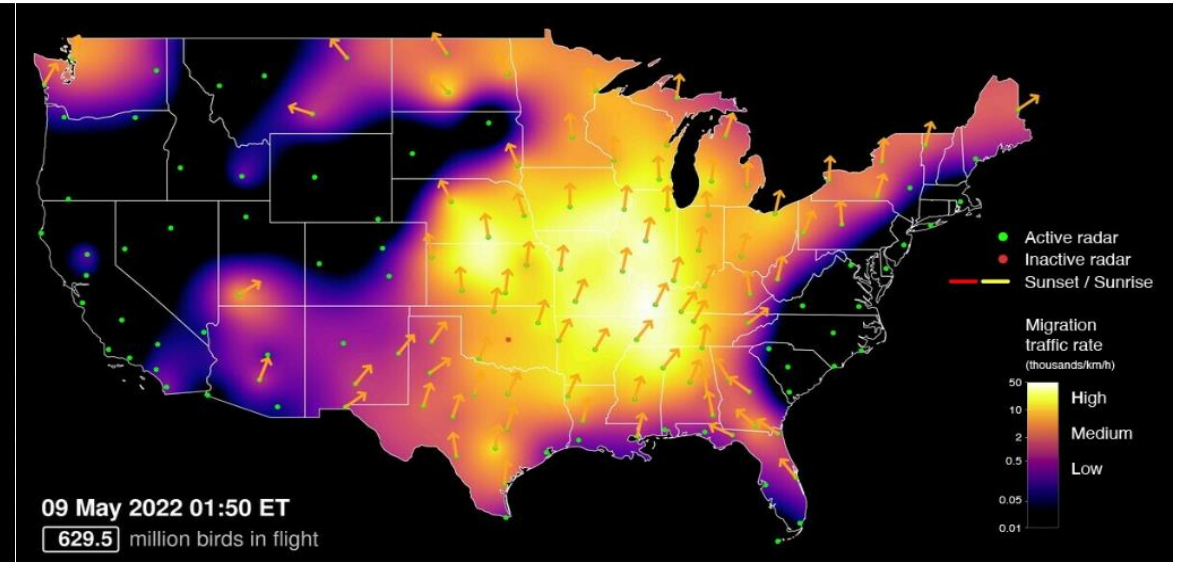 Active radar
Inactive radar
Sunset / Sunrise
Migration
traffic rate
(thousands/km/h)
50
High
10
Medium
2
0.5
Low
0.05
0.01
09 May 2022 01:50 ET
629.5 million birds in flight